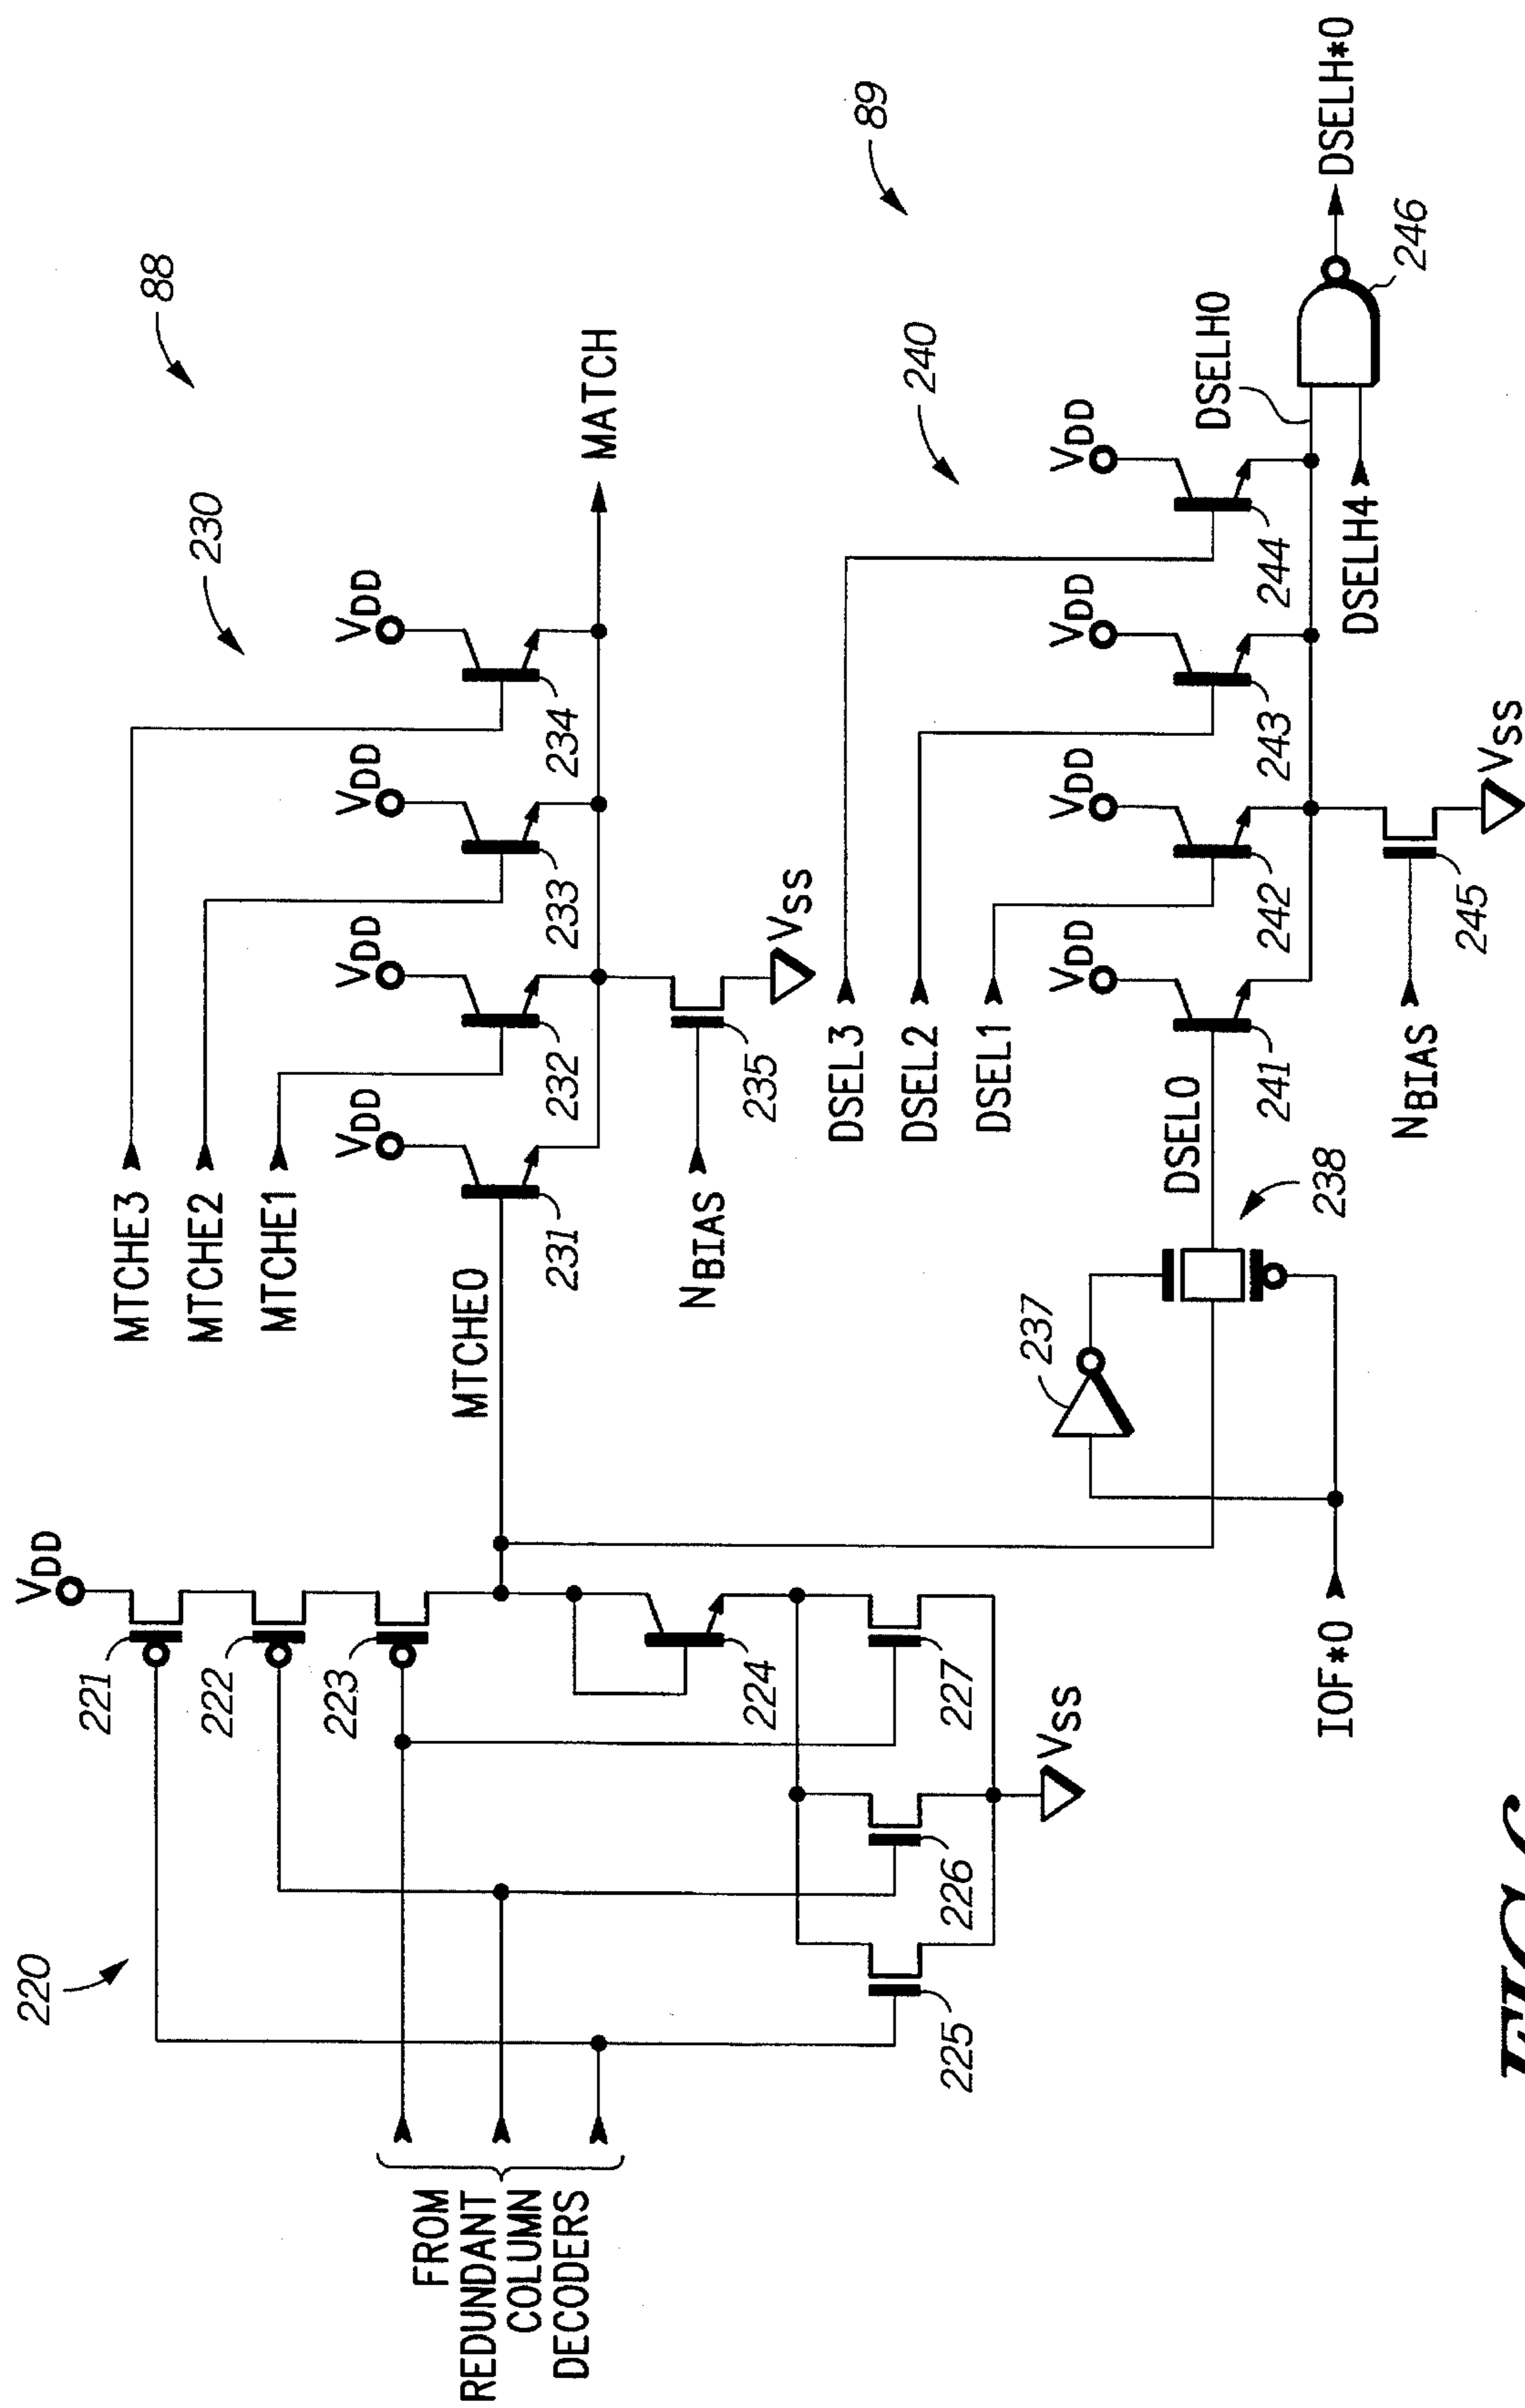 88
230
MTCHE3
MTCHE2
MTCHE1
VDD
VDD
VDD
VDD
MTCHE0
231
232
233
234
MATCH
NBIAS
235
VSS
220
VDD
221
222
223
224
225
226
227
VSS
FROM
REDUNDANT
COLUMN
DECODERS
89
240
DSEL3
DSEL2
DSEL1
VDD
VDD
VDD
VDD
DSEL0
241
242
243
244
DSELH0
DSELH4
246
DSELH*0
237
238
IOF*0
NBIAS
245
VSS